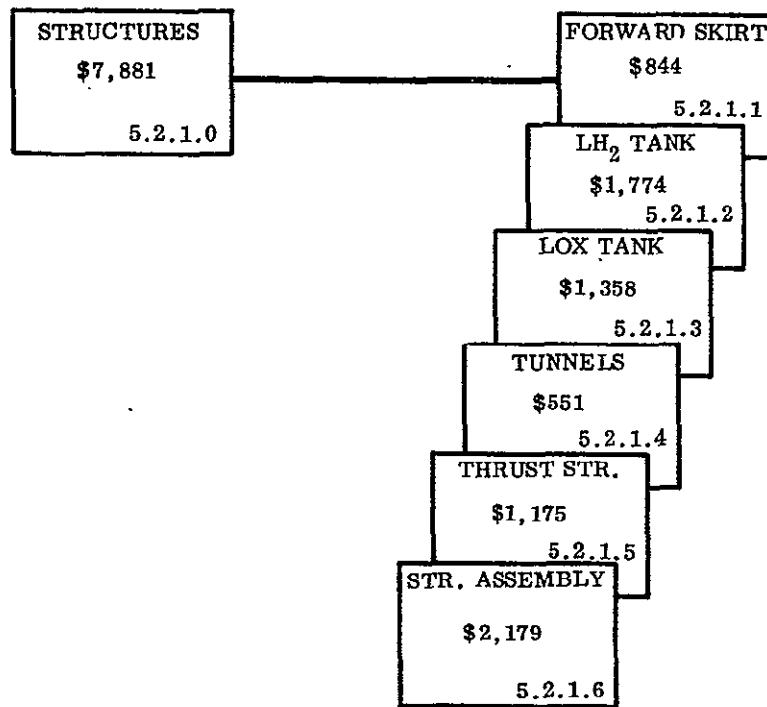 STRUCTURES
$7,881
5.2.1.0
FORWARD SKIRT
$844
5.2.1.1
LH₂ TANK
$1,774
5.2.1.2
LOX TANK
$1,358
5.2.1.3
TUNNELS
$551
5.2.1.4
THRUST STR.
$1,175
5.2.1.5
STR. ASSEMBLY
$2,179
5.2.1.6